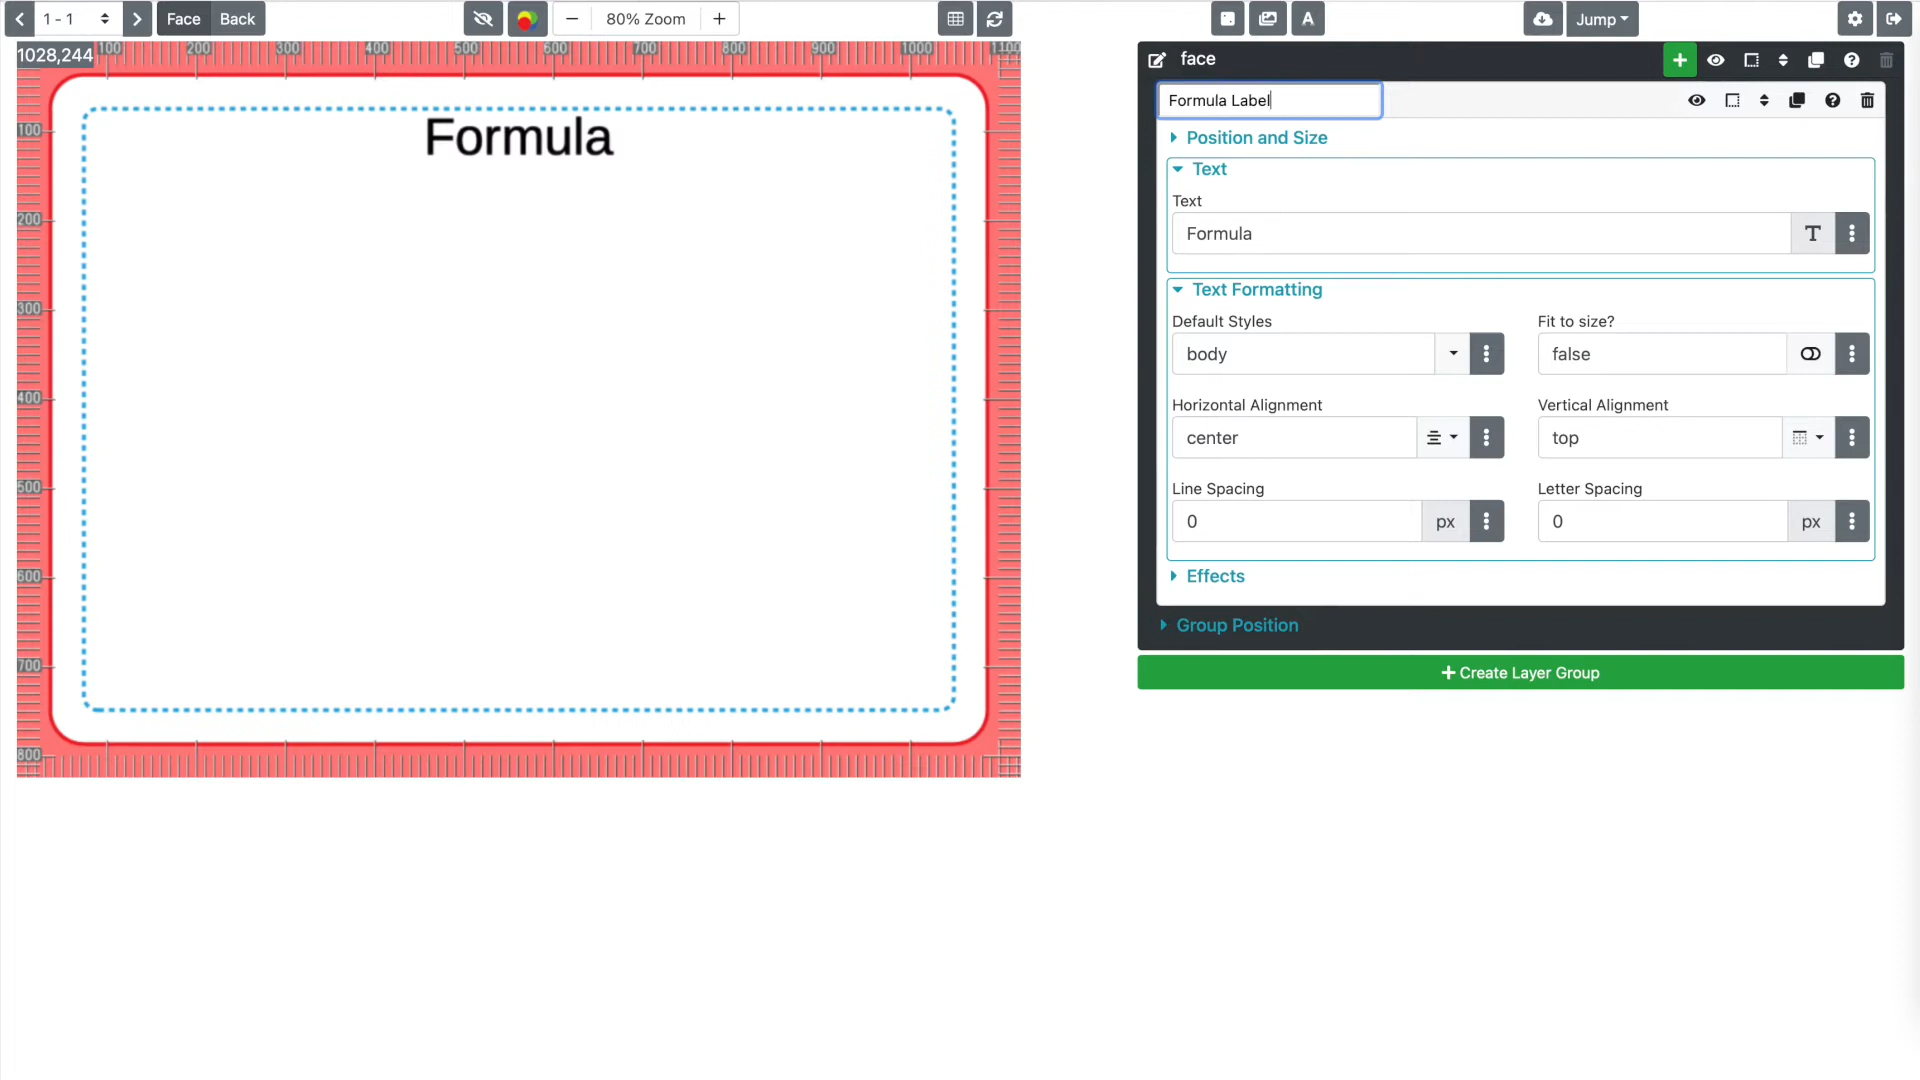 1 - 1
Face
Back
80% Zoom
Jump
1028,244
100
200
300
400
500
600
700
800
900
1000
1100
100
200
300
400
500
600
700
800
Formula
face
Formula Label
Position and Size
Text
Text
Formula
T
Text Formatting
Default Styles
Fit to size?
body
false
Horizontal Alignment
Vertical Alignment
center
top
Line Spacing
Letter Spacing
0
px
0
px
Effects
Group Position
Create Layer Group